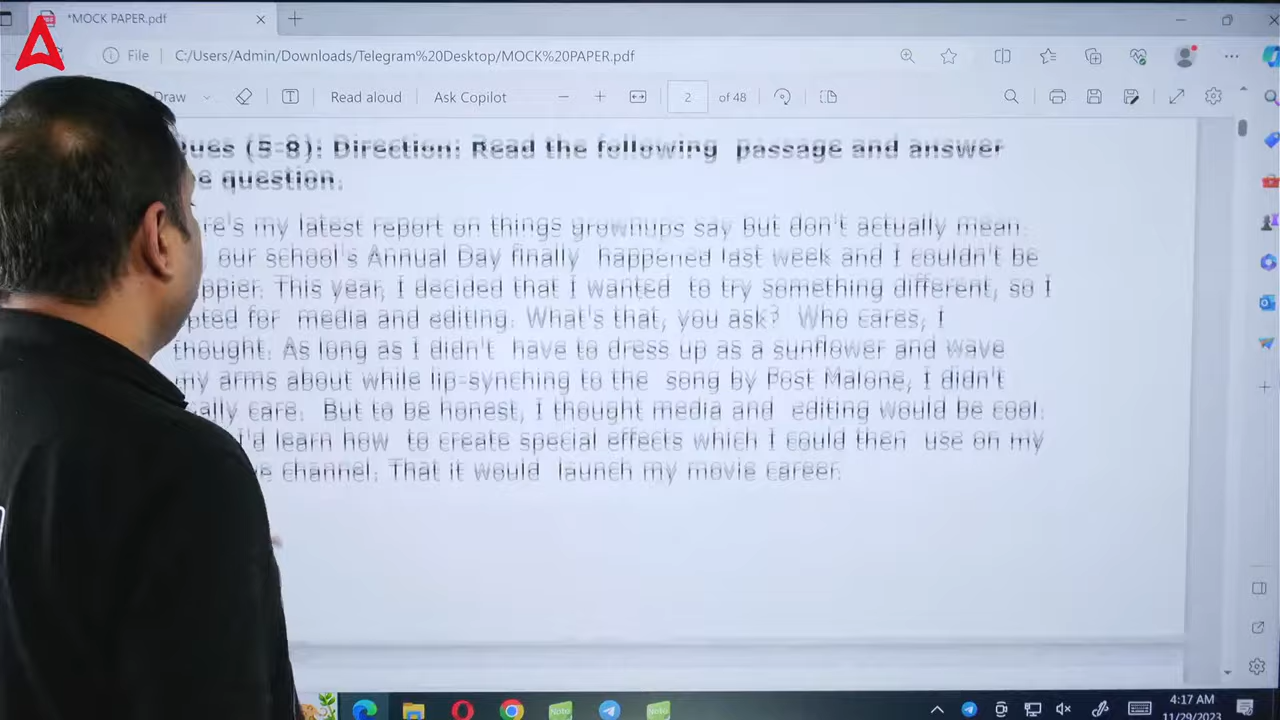 *MOCK PAPER.pdf
File C:/Users/Admin/Downloads/Telegram%20Desktop/MOCK%20PAPER.pdf
Draw Read aloud Ask Copilot 2 of 48
ues (5-8): Direction: Read the following passage and answer
e question.
re's my latest report on things grownups say but don't actually mean.
our school's Annual Day finally happened last week and I couldn't be
ppier. This year, I decided that I wanted to try something different, so I
pted for media and editing. What's that, you ask? Who cares, I
thought. As long as I didn't have to dress up as a sunflower and wave
my arms about while lip-synching to the song by Post Malone, I didn't
ally care. But to be honest, I thought media and editing would be cool.
I'd learn how to create special effects which I could then use on my
e channel. That it would launch my movie career.
4:17 AM
11/29/2023